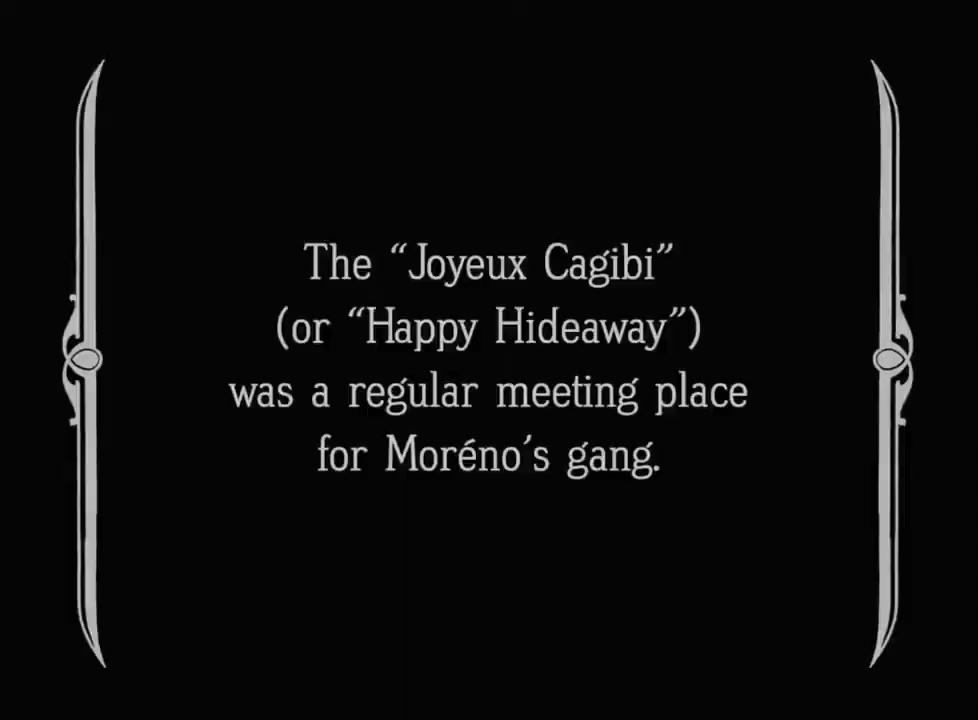 The “Joyeux Cagibi”
(or “Happy Hideaway”)
was a regular meeting place
for Moréno’s gang.